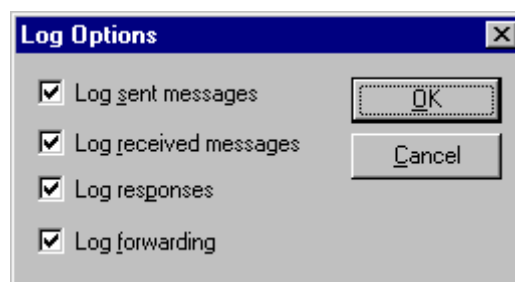 Log Options
Log sent messages
OK
Log received messages
Cancel
Log responses
Log forwarding